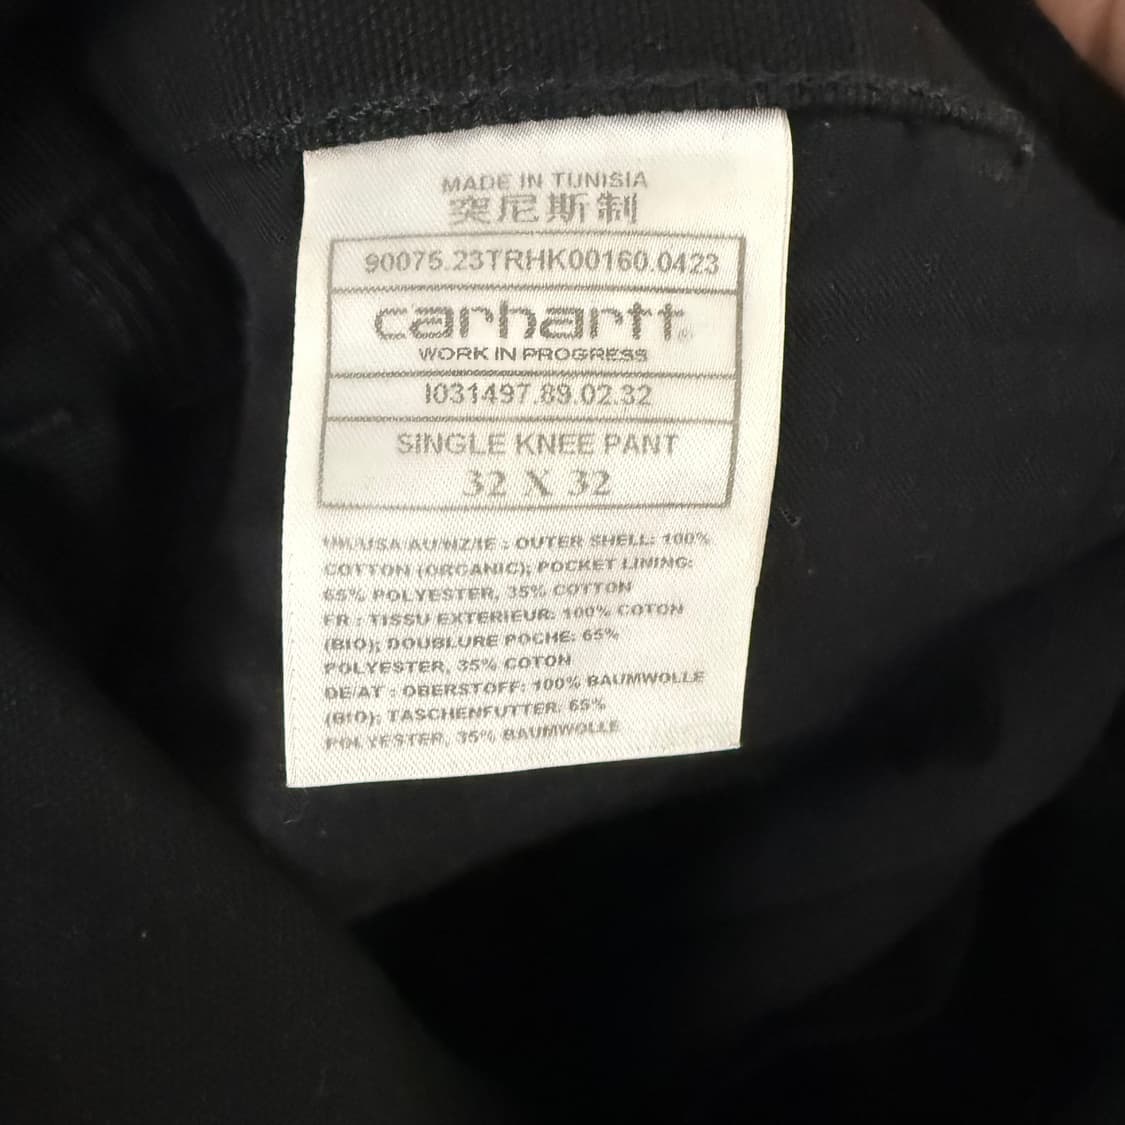 MADE IN TUNISIA
突尼斯制
90075.23TRHK00160.0423
carhartt®
WORK IN PROGRESS
I031497.89.02.32
SINGLE KNEE PANT
32 X 32
UK/USA/AU/NZ/IE : OUTER SHELL: 100%
COTTON (ORGANIC); POCKET LINING:
65% POLYESTER, 35% COTTON
FR : TISSU EXTERIEUR: 100% COTON
(BIO); DOUBLURE POCHE: 65%
POLYESTER, 35% COTON
DE/AT : OBERSTOFF: 100% BAUMWOLLE
(BIO); TASCHENFUTTER: 65%
POLYESTER, 35% BAUMWOLLE